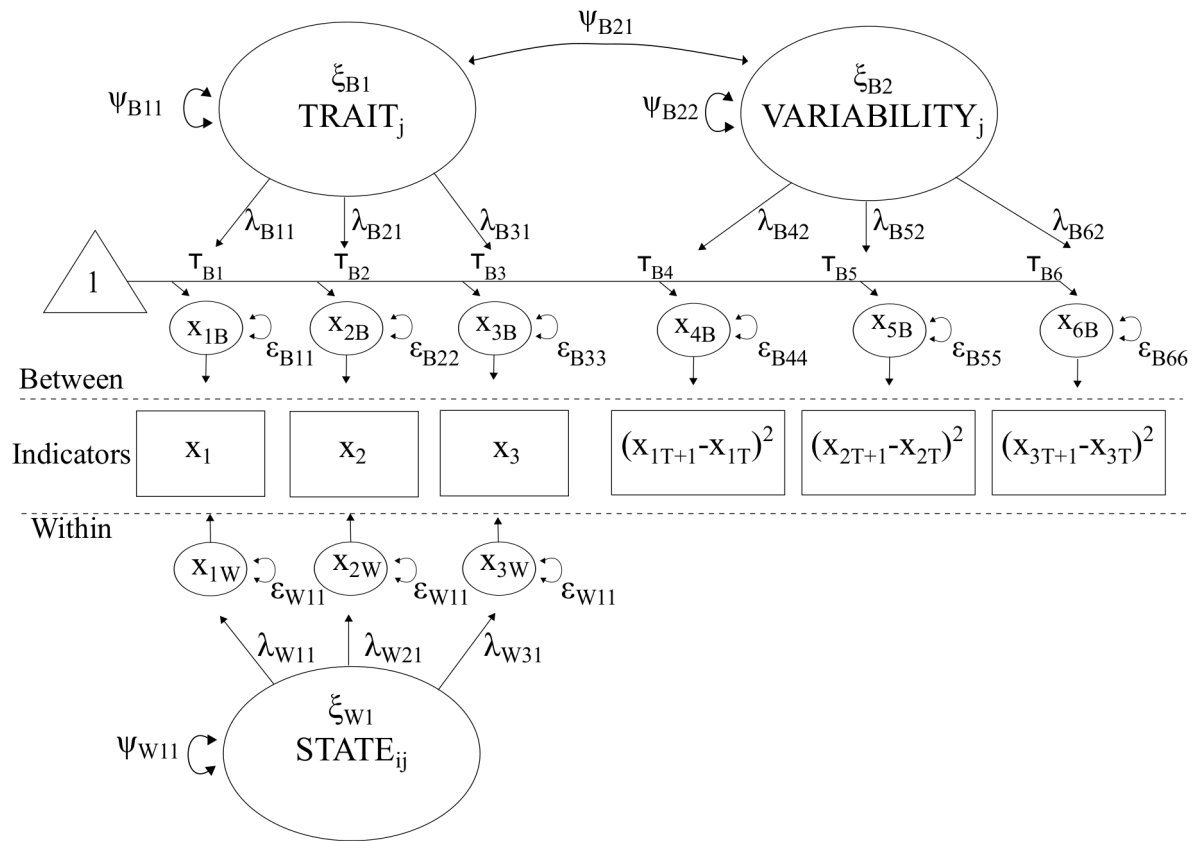 ψB21
ξB1
TRAITj
ψB11
ξB2
VARIABILITYj
ψB22
λB11
λB21
λB31
λB42
λB52
λB62
1
τB1
τB2
τB3
τB4
τB5
τB6
x1B
εB11
x2B
εB22
x3B
εB33
x4B
εB44
x5B
εB55
x6B
εB66
Between
Indicators
x1
x2
x3
(x1T+1-x1T)2
(x2T+1-x2T)2
(x3T+1-x3T)2
Within
x1W
εW11
x2W
εW11
x3W
εW11
λW11
λW21
λW31
ξW1
STATEij
ψW11